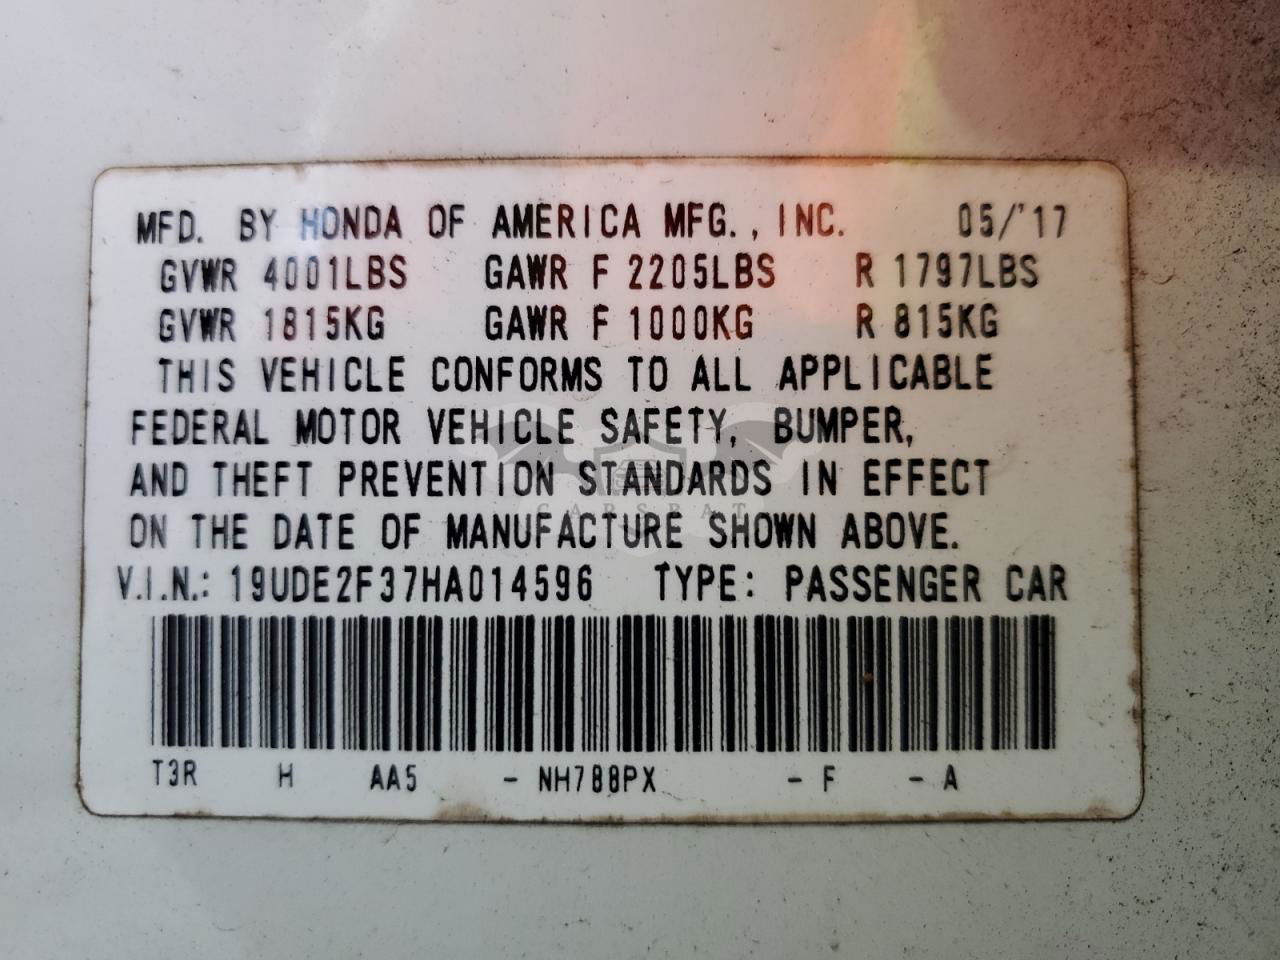 MFD. BY HONDA OF AMERICA MFG., INC. 05/'17
GVWR 4001LBS GAWR F 2205LBS R 1797LBS
GVWR 1815KG GAWR F 1000KG R 815KG
THIS VEHICLE CONFORMS TO ALL APPLICABLE
FEDERAL MOTOR VEHICLE SAFETY, BUMPER,
AND THEFT PREVENTION STANDARDS IN EFFECT
CARSBAT
ON THE DATE OF MANUFACTURE SHOWN ABOVE.
V.I.N.: 19UDE2F37HA014596 TYPE: PASSENGER CAR
T3R H AA5 - NH788PX - F - A